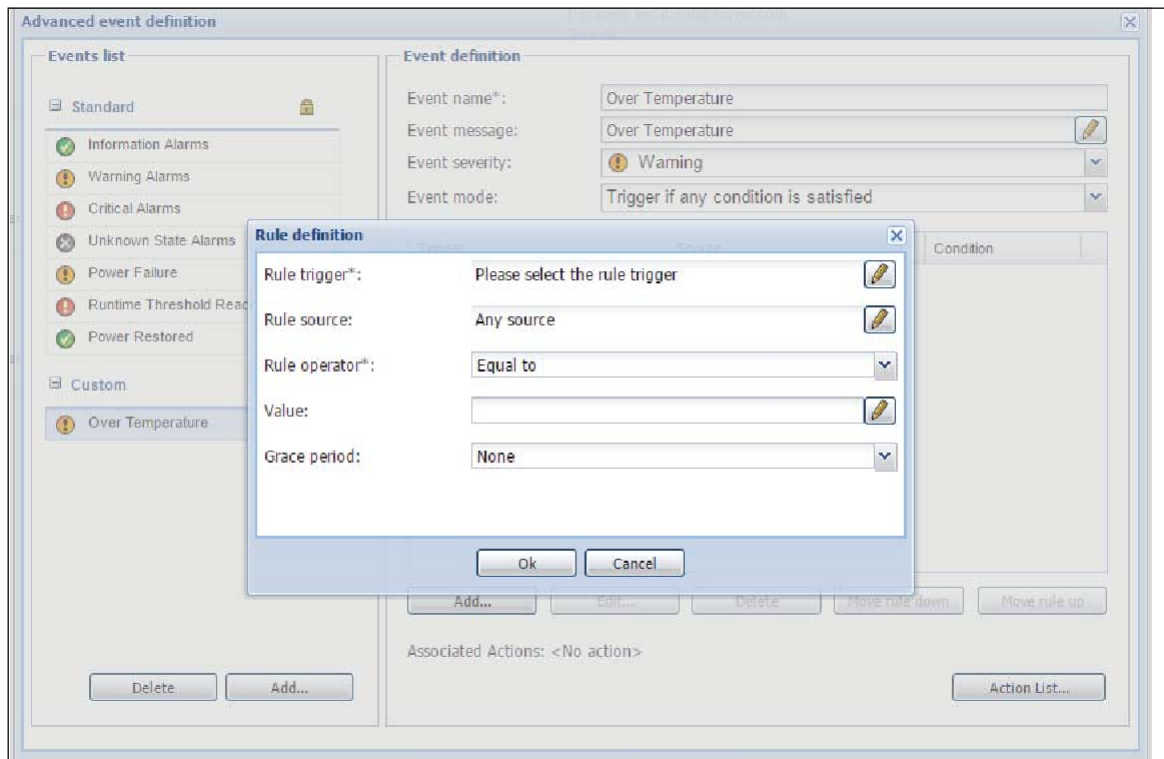 Advanced event definition
Events list
Standard
Information Alarms
Warning Alarms
Critical Alarms
Unknown State Alarms
Power Failure
Runtime Threshold Reac
Power Restored
Custom
Over Temperature
Delete
Add...
Event definition
Event name*: Over Temperature
Event message: Over Temperature
Event severity: Warning
Event mode: Trigger if any condition is satisfied
Trigger Source Condition
Rule definition
Rule trigger*: Please select the rule trigger
Rule source: Any source
Rule operator*: Equal to
Value:
Grace period: None
Ok
Cancel
Add... Edit... Delete Move rule down Move rule up
Associated Actions: <No action>
Action List...